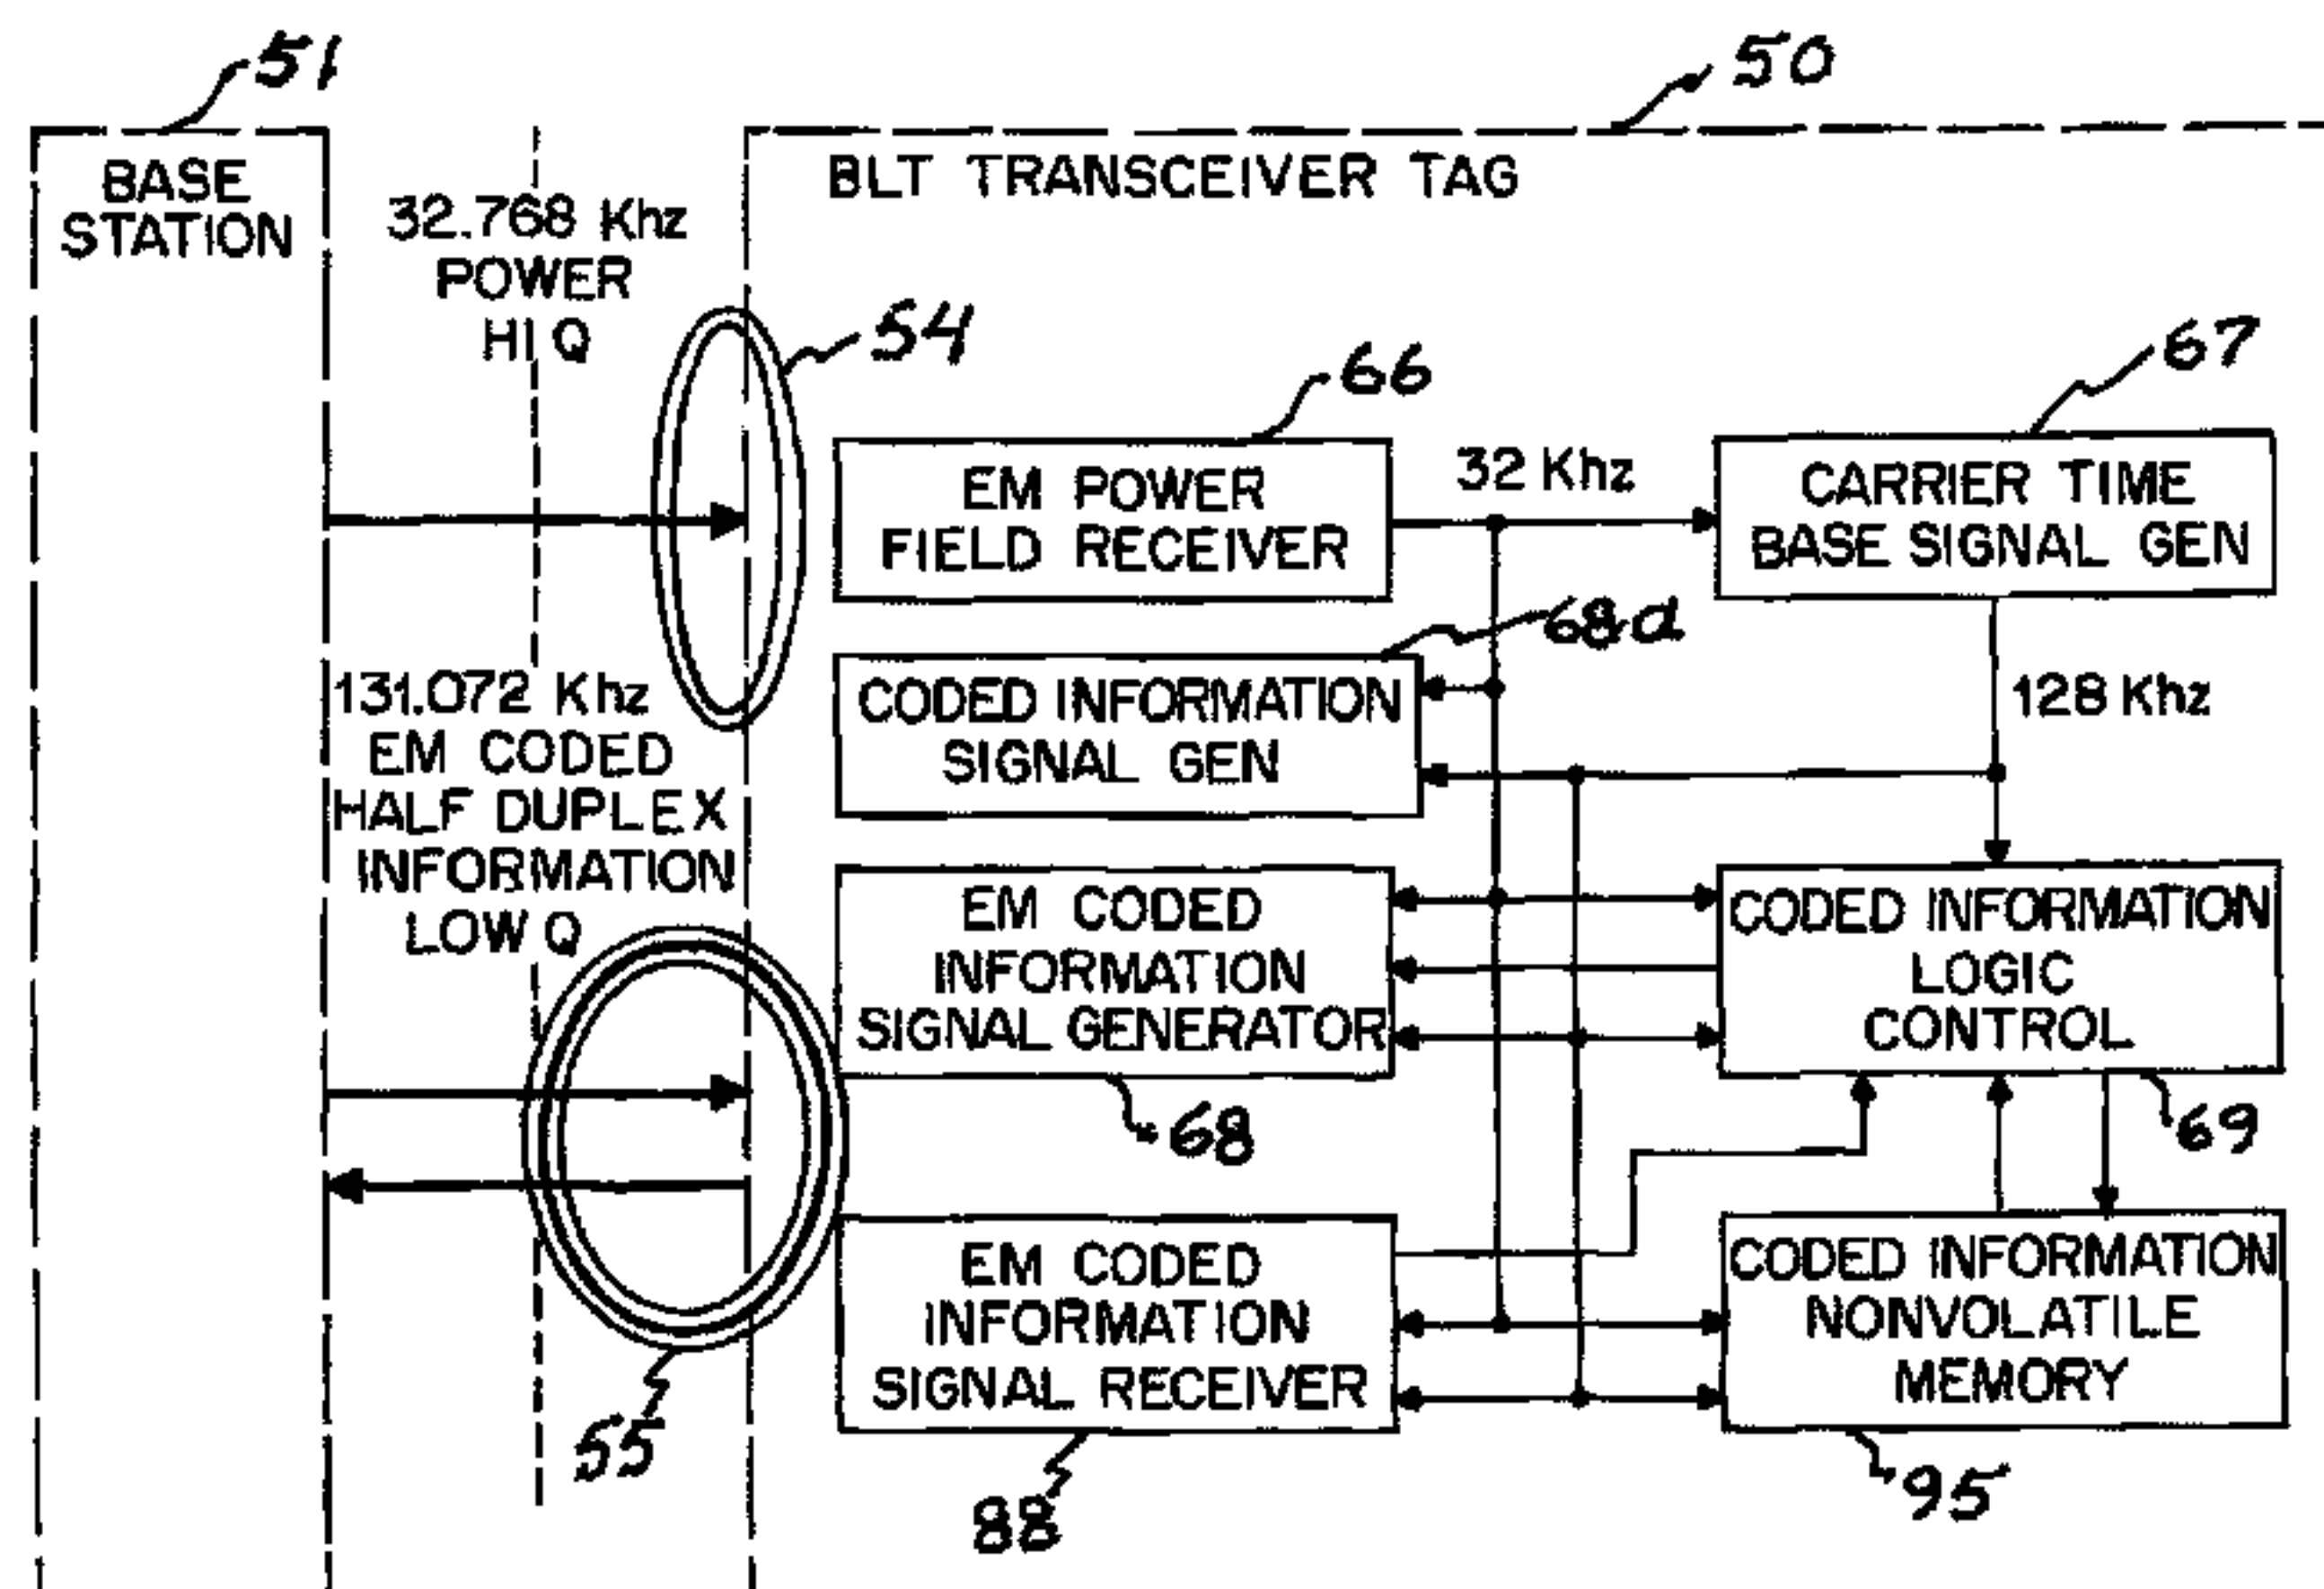 51
50
BASE
STATION
BLT TRANSCEIVER TAG
32.768 Khz
POWER
HI Q
54
66
67
EM POWER
FIELD RECEIVER
32 Khz
CARRIER TIME
BASE SIGNAL GEN
68a
CODED INFORMATION
SIGNAL GEN
128 Khz
131.072 Khz
EM CODED
HALF DUPLEX
INFORMATION
LOW Q
EM CODED
INFORMATION
SIGNAL GENERATOR
CODED INFORMATION
LOGIC
CONTROL
68
69
EM CODED
INFORMATION
SIGNAL RECEIVER
CODED INFORMATION
NONVOLATILE
MEMORY
55
88
95